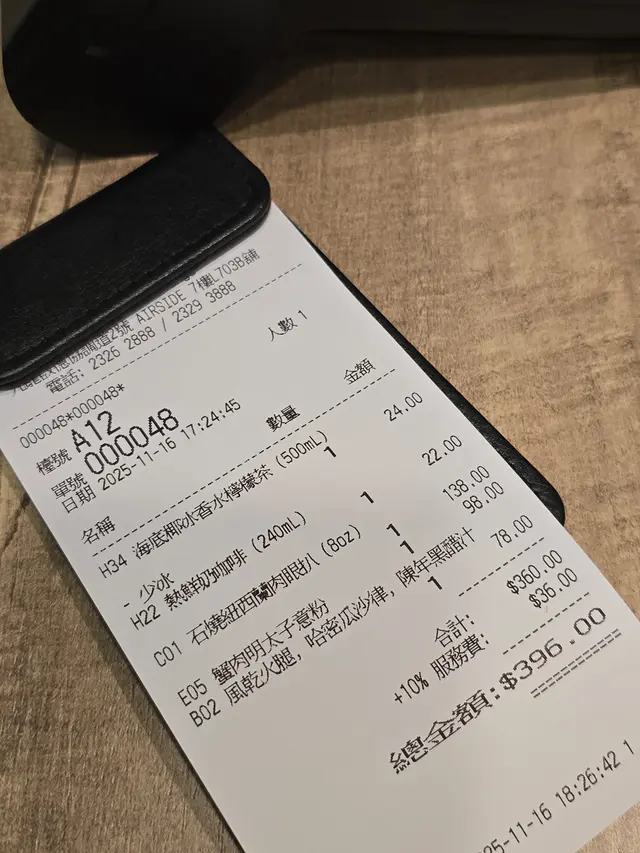 道2號 AIRSIDE 7樓L703B舖
電話: 2326 2888 / 2329 3888
000048*000048* 人數 1
檯號 A12
單號 000048
日期 2025-11-16 17:24:45
名稱 數量 金額
H34 海底椰冰香水檸檬茶 (500mL) 1 24.00
- 少冰
H22 熱鮮奶咖啡 (240mL) 1 22.00
C01 石燒紐西蘭肉眼扒 (8oz) 1 138.00
E05 蟹肉明太子意粉 1 98.00
B02 風乾火腿, 哈密瓜沙律, 陳年黑醋汁 1 78.00
合計: $360.00
+10% 服務費: $36.00
總金額:$396.00
25-11-16 18:26:42 1